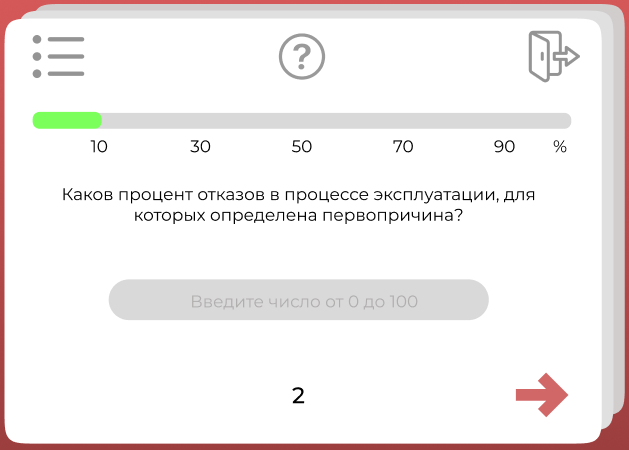 ?
10 30 50 70 90 %
Каков процент отказов в процессе эксплуатации, для
которых определена первопричина?
Введите число от 0 до 100
2